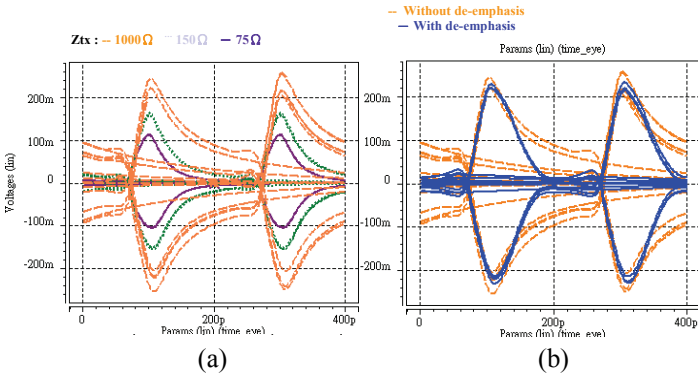 -- Without de-emphasis
— With de-emphasis
Ztx : -- 1000Ω ··· 150Ω — 75Ω
Params (lin) (time_eye)
Voltages (lin)
200m
100m
0
-100m
-200m
0
200p
400p
Params (lin) (time_eye)
200m
100m
0
-100m
-200m
0
200p
400p
Params (lin) (time_eye)
(a)
(b)